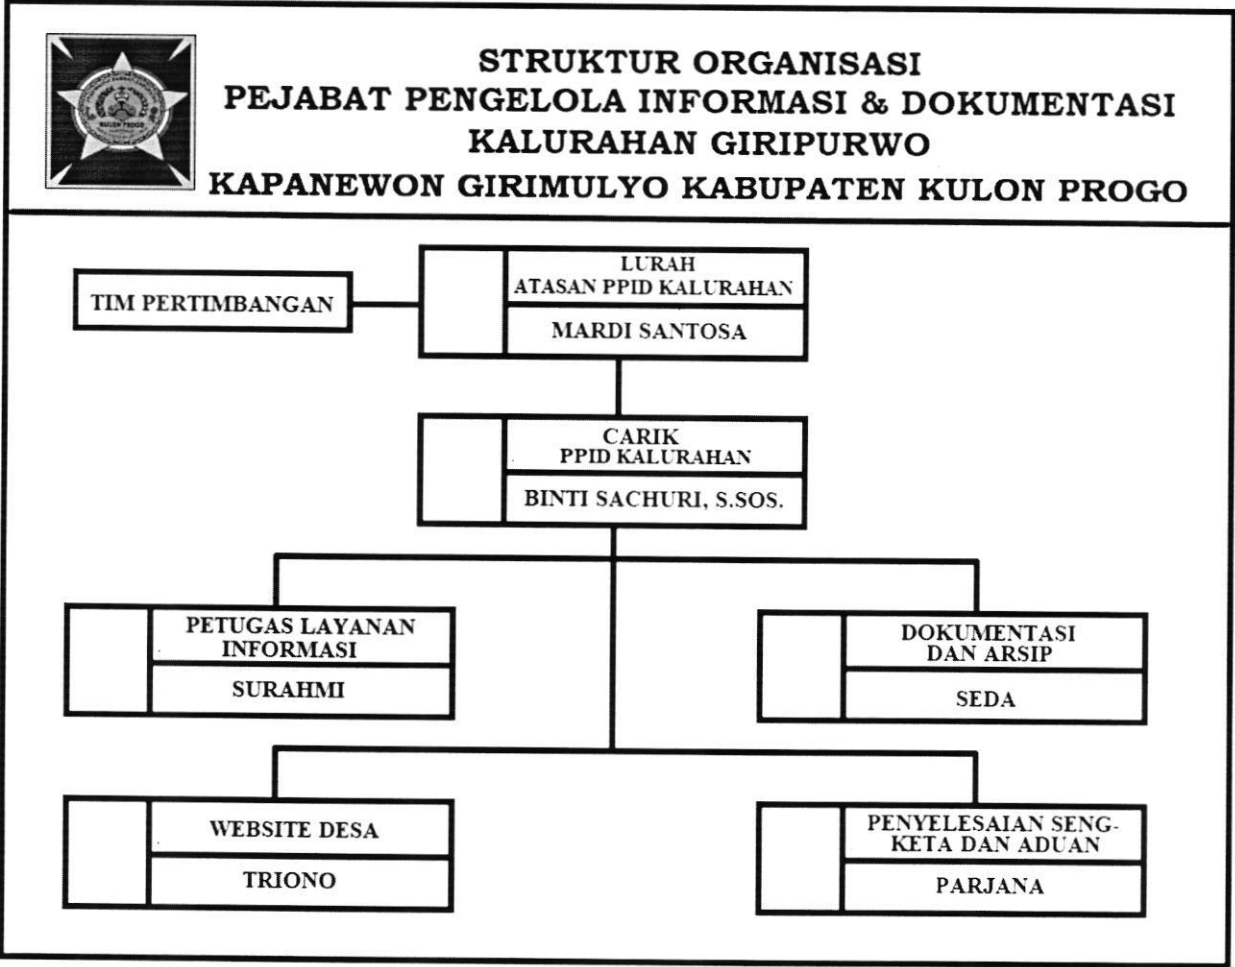 STRUKTUR ORGANISASI
PEJABAT PENGELOLA INFORMASI & DOKUMENTASI
KALURAHAN GIRIPURWO
KAPANEWON GIRIMULYO KABUPATEN KULON PROGO
KULON PROGO
TIM PERTIMBANGAN
LURAH
ATASAN PPID KALURAHAN
MARDI SANTOSA
CARIK
PPID KALURAHAN
BINTI SACHURI, S.SOS.
PETUGAS LAYANAN
INFORMASI
SURAHMI
DOKUMENTASI
DAN ARSIP
SEDA
WEBSITE DESA
TRIONO
PENYELESAIAN SENG-
KETA DAN ADUAN
PARJANA